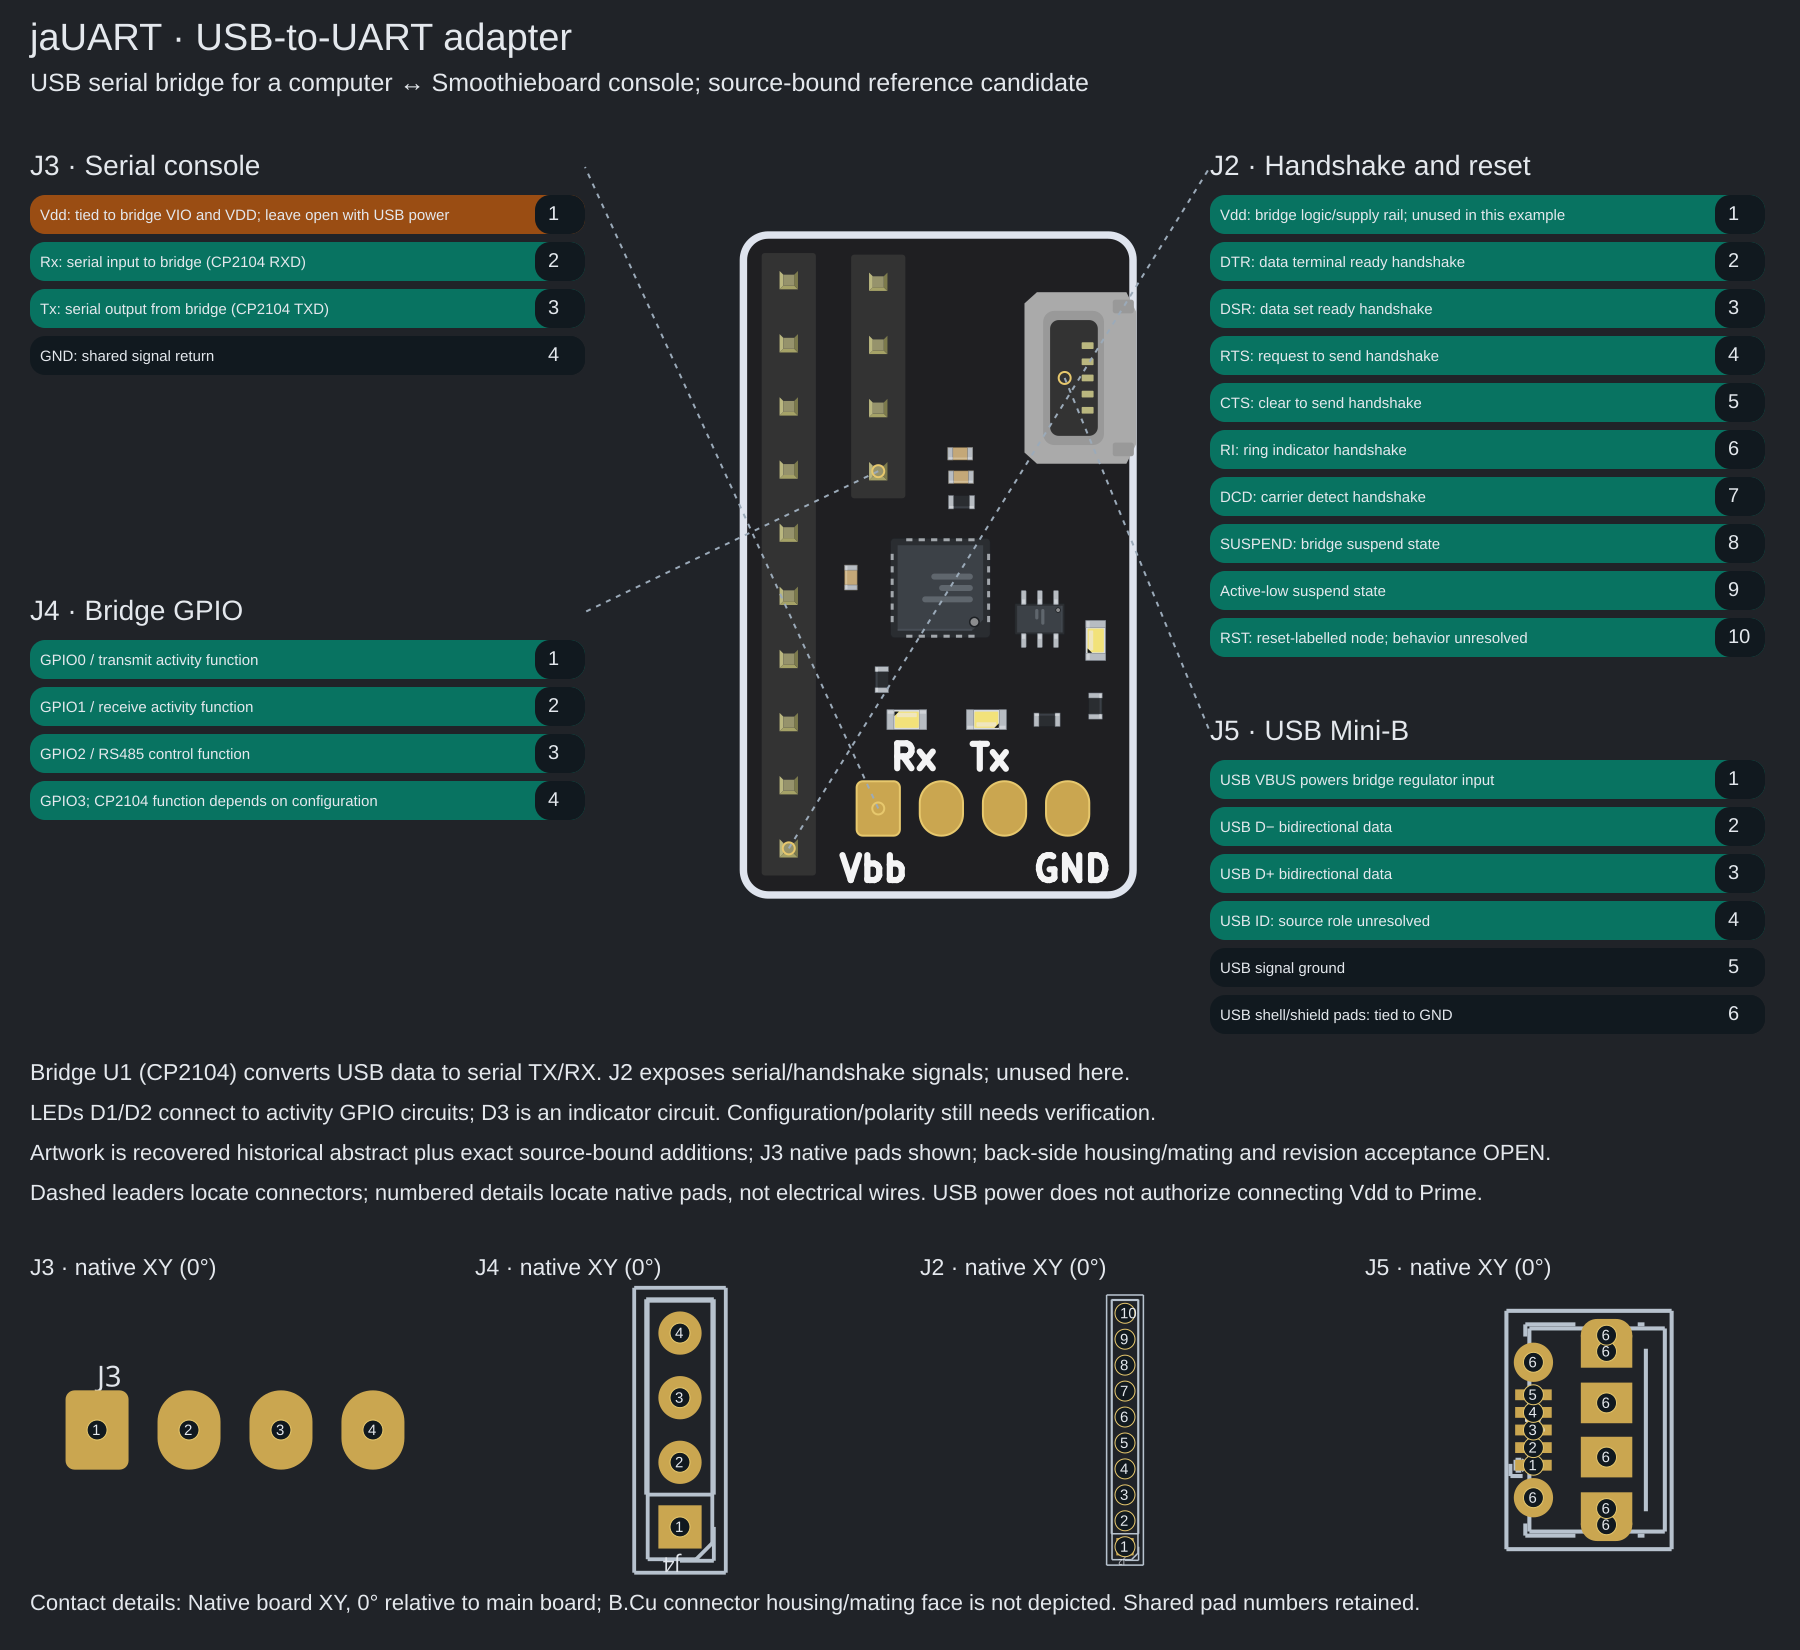 jaUART · USB-to-UART adapter
USB serial bridge for a computer ↔ Smoothieboard console; source-bound reference candidate
J3 · Serial console
Vdd: tied to bridge VIO and VDD; leave open with USB power 1
Rx: serial input to bridge (CP2104 RXD) 2
Tx: serial output from bridge (CP2104 TXD) 3
GND: shared signal return 4
J4 · Bridge GPIO
GPIO0 / transmit activity function 1
GPIO1 / receive activity function 2
GPIO2 / RS485 control function 3
GPIO3; CP2104 function depends on configuration 4
Rx Tx
Vbb GND
J2 · Handshake and reset
Vdd: bridge logic/supply rail; unused in this example 1
DTR: data terminal ready handshake 2
DSR: data set ready handshake 3
RTS: request to send handshake 4
CTS: clear to send handshake 5
RI: ring indicator handshake 6
DCD: carrier detect handshake 7
SUSPEND: bridge suspend state 8
Active-low suspend state 9
RST: reset-labelled node; behavior unresolved 10
J5 · USB Mini-B
USB VBUS powers bridge regulator input 1
USB D− bidirectional data 2
USB D+ bidirectional data 3
USB ID: source role unresolved 4
USB signal ground 5
USB shell/shield pads: tied to GND 6
Bridge U1 (CP2104) converts USB data to serial TX/RX. J2 exposes serial/handshake signals; unused here.
LEDs D1/D2 connect to activity GPIO circuits; D3 is an indicator circuit. Configuration/polarity still needs verification.
Artwork is recovered historical abstract plus exact source-bound additions; J3 native pads shown; back-side housing/mating and revision acceptance OPEN.
Dashed leaders locate connectors; numbered details locate native pads, not electrical wires. USB power does not authorize connecting Vdd to Prime.
J3 · native XY (0°)
J3
1 2 3 4
J4 · native XY (0°)
4
3
2
1
J4
J2 · native XY (0°)
10
9
8
7
6
5
4
3
2
1
J5 · native XY (0°)
6
6
6
5
6
4
3
2
6
1
6
6
6
Contact details: Native board XY, 0° relative to main board; B.Cu connector housing/mating face is not depicted. Shared pad numbers retained.